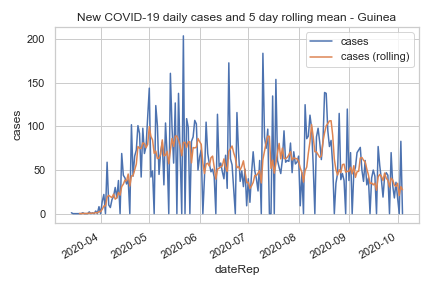 New COVID-19 daily cases and 5 day rolling mean - Guinea
cases
cases (rolling)
200
150
100
50
0
cases
2020-04
2020-05
2020-06
2020-07
2020-08
2020-09
2020-10
dateRep